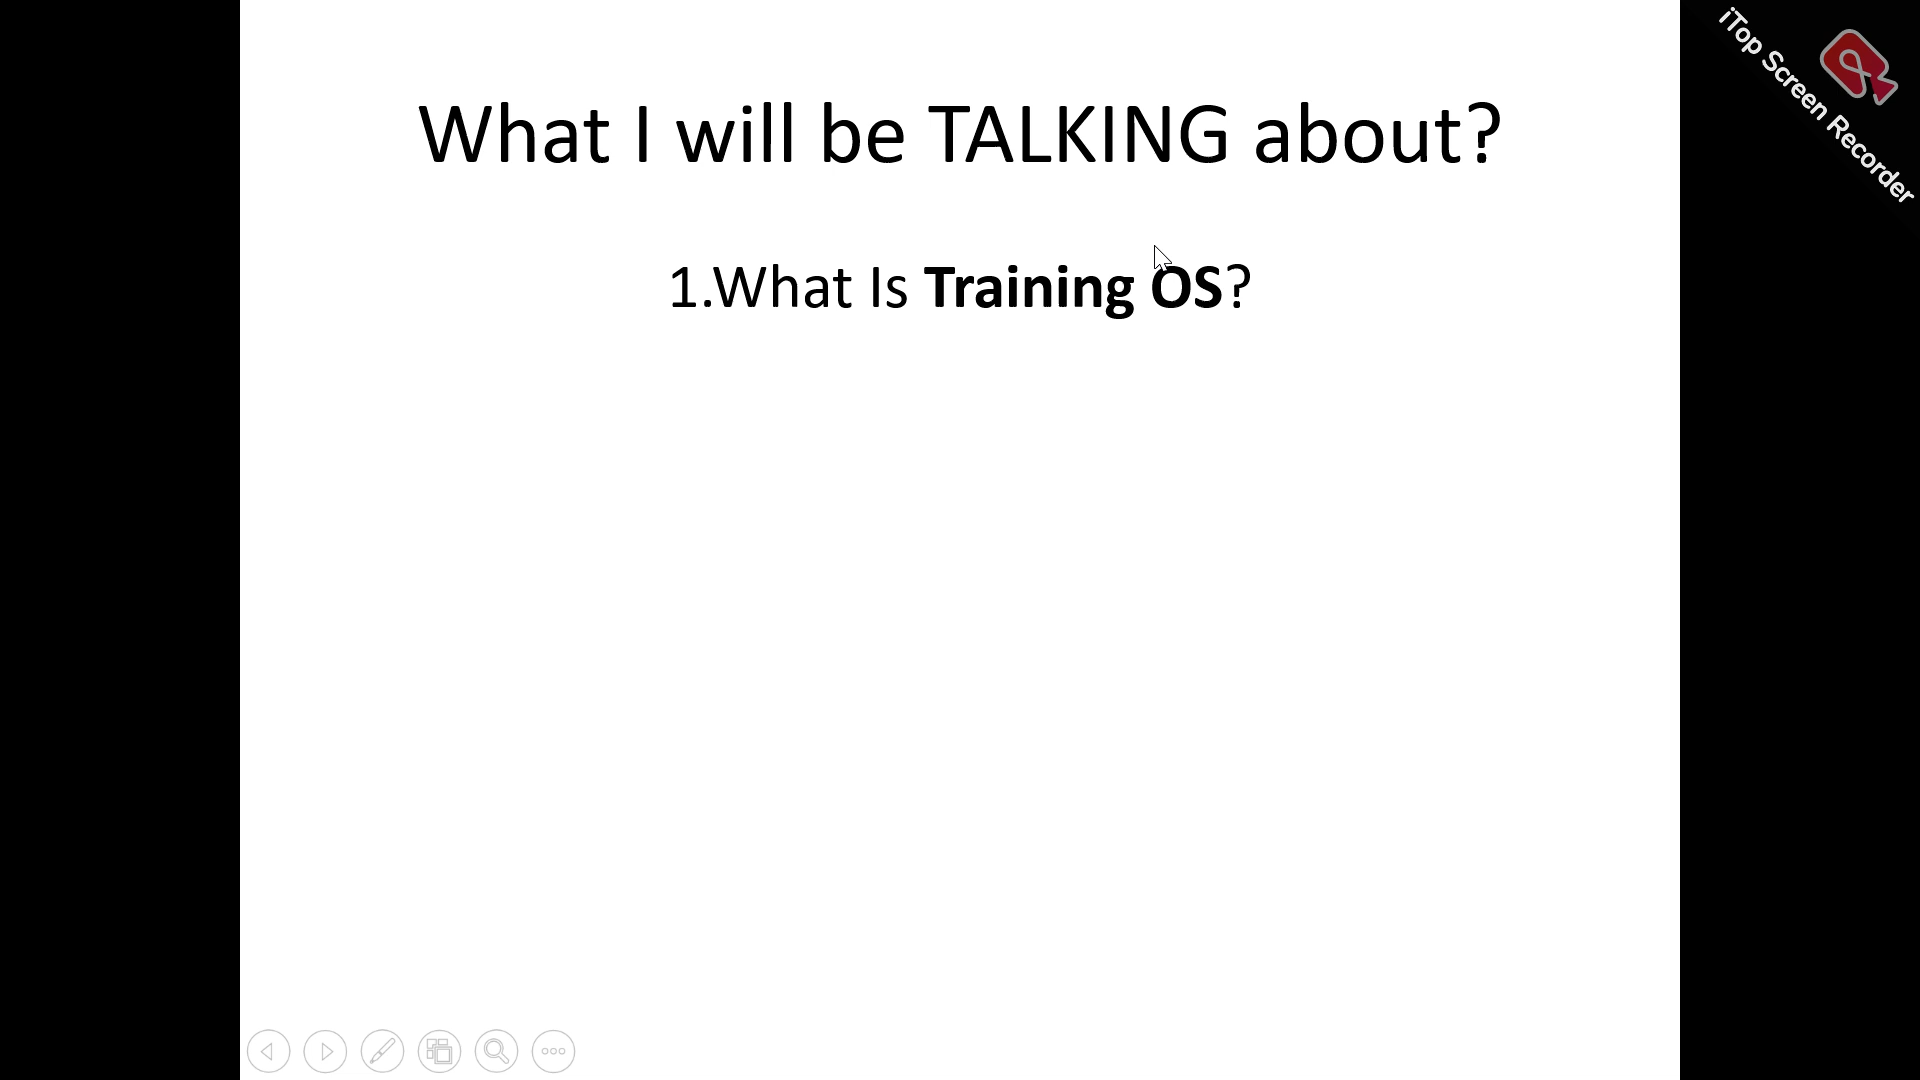 What I will be TALKING about?
1.What Is Training OS?
iTop Screen Recorder